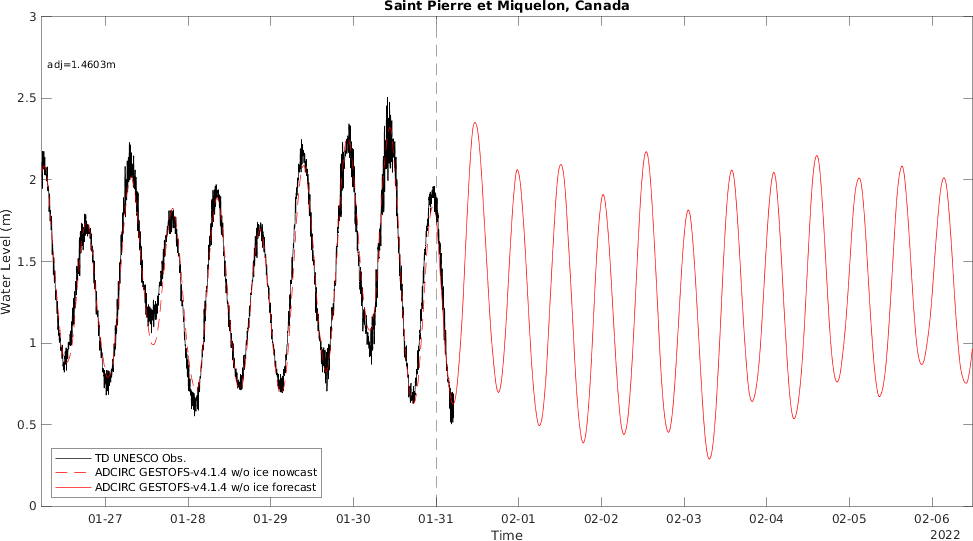 Saint Pierre et Miquelon, Canada
3
adj=1.4603m
2.5
2
1.5
Water Level (m)
1
0.5
TD UNESCO Obs.
ADCIRC GESTOFS-v4.1.4 w/o ice nowcast
ADCIRC GESTOFS-v4.1.4 w/o ice forecast
0
01-27 01-28 01-29 01-30 01-31 02-01 02-02 02-03 02-04 02-05 02-06
Time 2022